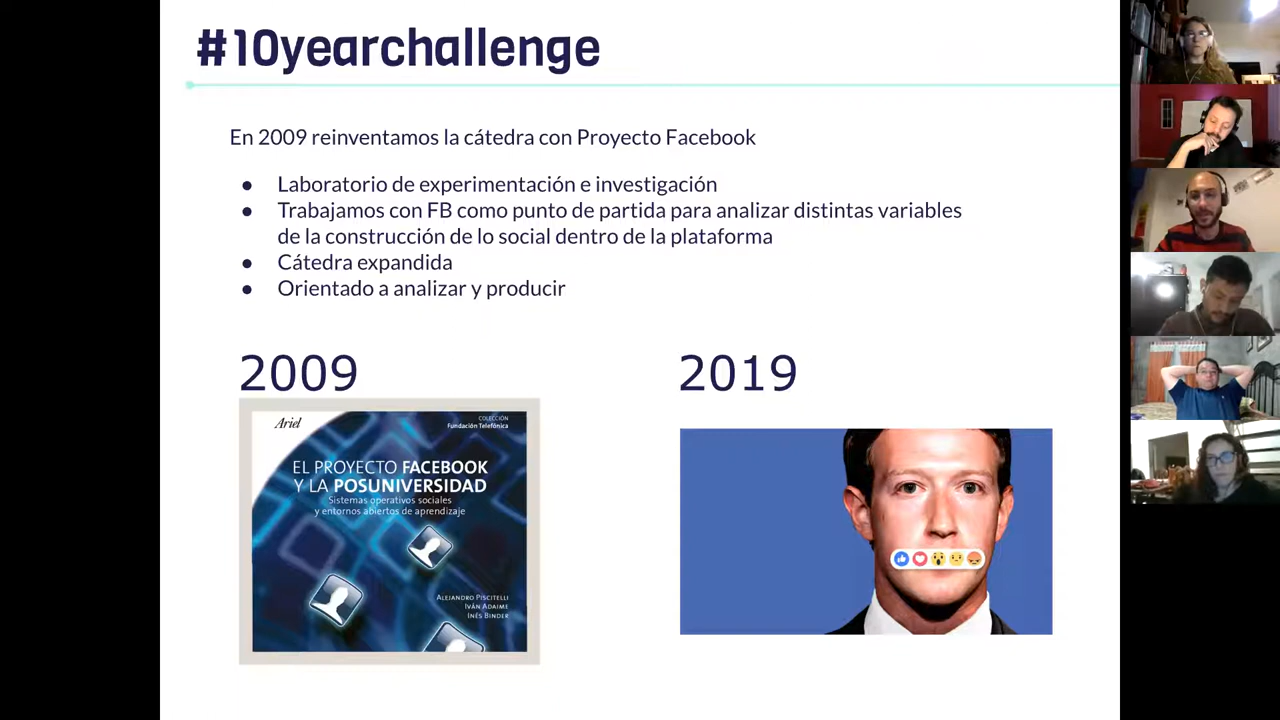 #10yearchallenge
En 2009 reinventamos la cátedra con Proyecto Facebook
● Laboratorio de experimentación e investigación
● Trabajamos con FB como punto de partida para analizar distintas variables
de la construcción de lo social dentro de la plataforma
● Cátedra expandida
● Orientado a analizar y producir
2009
2019
Ariel
COLECCIÓN
Fundación Telefónica
EL PROYECTO FACEBOOK
Y LA POSUNIVERSIDAD
Sistemas operativos sociales
y entornos abiertos de aprendizaje
ALEJANDRO PISCITELLI
IVÁN ADAIME
INÉS BINDER